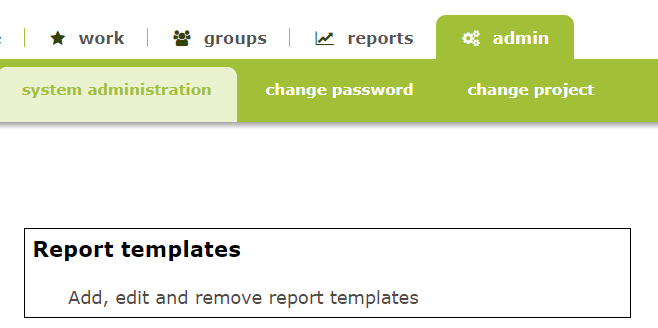 work groups reports admin
system administration change password change project
Report templates
Add, edit and remove report templates